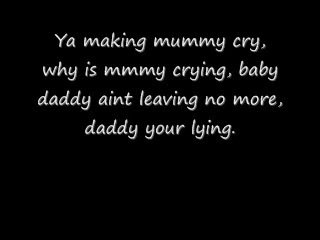 Ya making mummy cry,
why is mmmy crying, baby
daddy aint leaving no more,
daddy your lying.